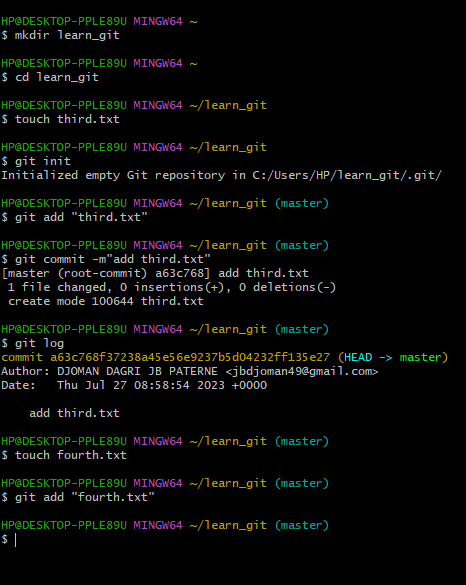 HP@DESKTOP-PPLE89U MINGW64 ~
$ mkdir learn_git
HP@DESKTOP-PPLE89U MINGW64 ~
$ cd learn_git
HP@DESKTOP-PPLE89U MINGW64 ~/learn_git
$ touch third.txt
HP@DESKTOP-PPLE89U MINGW64 ~/learn_git
$ git init
Initialized empty Git repository in C:/Users/HP/learn_git/.git/
HP@DESKTOP-PPLE89U MINGW64 ~/learn_git (master)
$ git add "third.txt"
HP@DESKTOP-PPLE89U MINGW64 ~/learn_git (master)
$ git commit -m"add third.txt"
[master (root-commit) a63c768] add third.txt
 1 file changed, 0 insertions(+), 0 deletions(-)
 create mode 100644 third.txt
HP@DESKTOP-PPLE89U MINGW64 ~/learn_git (master)
$ git log
commit a63c768f37238a45e56e9237b5d04232ff135e27 (HEAD -> master)
Author: DJOMAN DAGRI JB PATERNE <jbdjoman49@gmail.com>
Date:   Thu Jul 27 08:58:54 2023 +0000
    add third.txt
HP@DESKTOP-PPLE89U MINGW64 ~/learn_git (master)
$ touch fourth.txt
HP@DESKTOP-PPLE89U MINGW64 ~/learn_git (master)
$ git add "fourth.txt"
HP@DESKTOP-PPLE89U MINGW64 ~/learn_git (master)
$